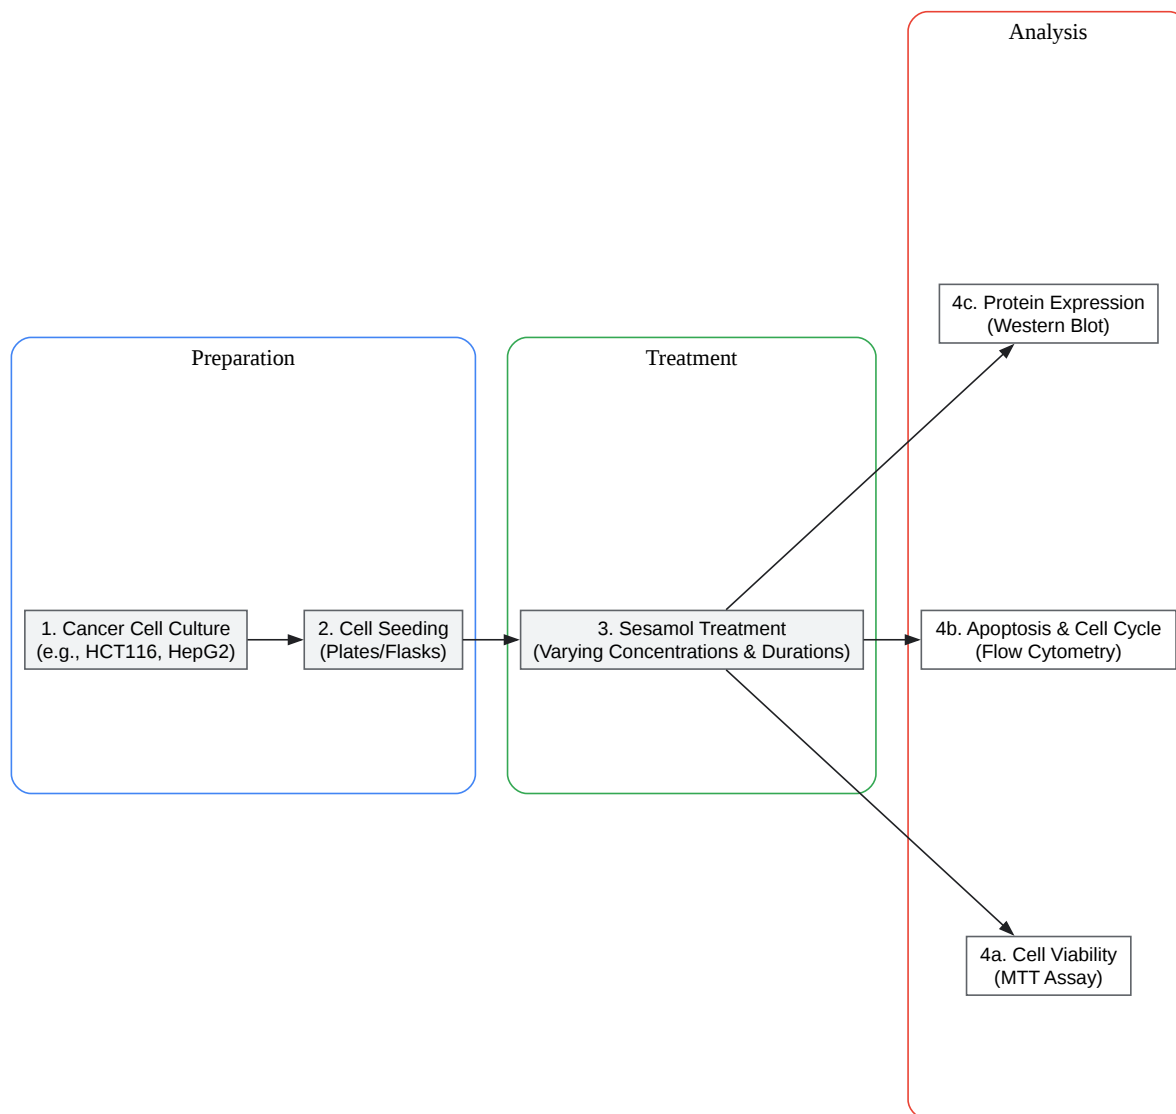 Analysis
Preparation
Treatment
4c. Protein Expression
(Western Blot)
1. Cancer Cell Culture
(e.g., HCT116, HepG2)
2. Cell Seeding
(Plates/Flasks)
3. Sesamol Treatment
(Varying Concentrations & Durations)
4b. Apoptosis & Cell Cycle
(Flow Cytometry)
4a. Cell Viability
(MTT Assay)